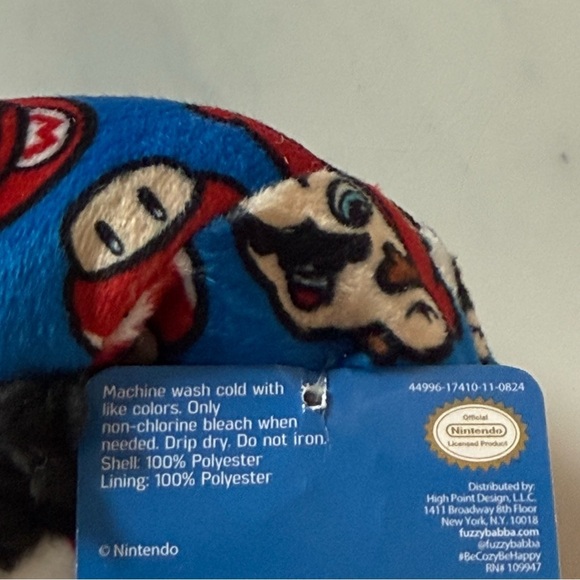 M
Machine wash cold with
like colors. Only
non-chlorine bleach when
needed. Drip dry. Do not iron.
Shell: 100% Polyester
Lining: 100% Polyester
© Nintendo
44996-17410-11-0824
Official
Nintendo
Licensed Product
Distributed by:
High Point Design, L.L.C.
1411 Broadway 8th Floor
New York, N.Y. 10018
fuzzybabba.com
@fuzzybabba
#BeCozyBeHappy
RN# 109947